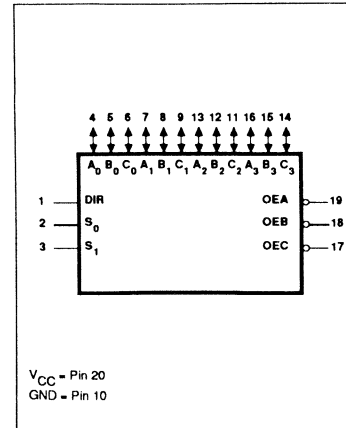 4 5 6 7 8 9 13 12 11 16 15 14
A0 B0 C0 A1 B1 C1 A2 B2 C2 A3 B3 C3
1 DIR OEA 19
2 S0 OEB 18
3 S1 OEC 17
VCC = Pin 20
GND = Pin 10